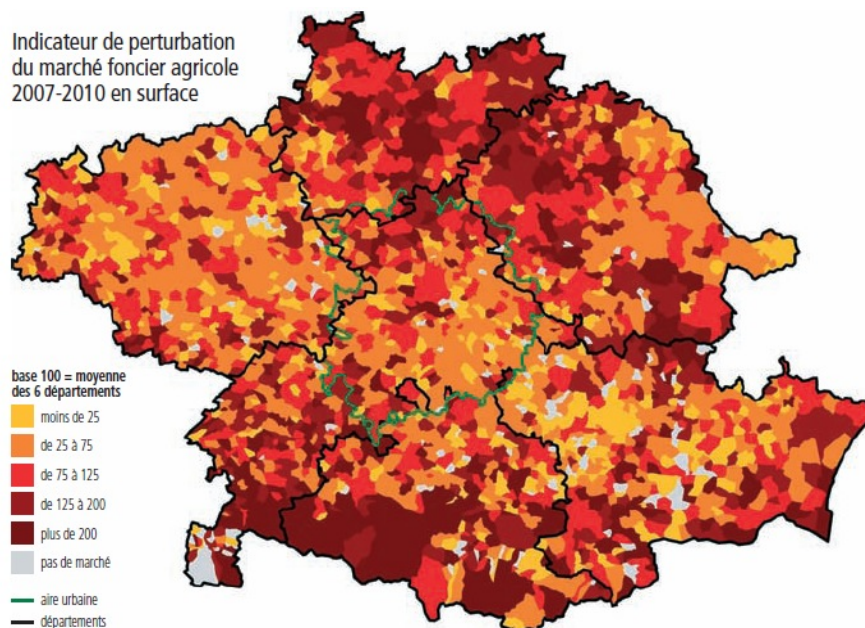 Indicateur de perturbation
du marché foncier agricole
2007-2010 en surface
base 100 = moyenne
des 6 départements
moins de 25
de 25 à 75
de 75 à 125
de 125 à 200
plus de 200
pas de marché
aire urbaine
départements